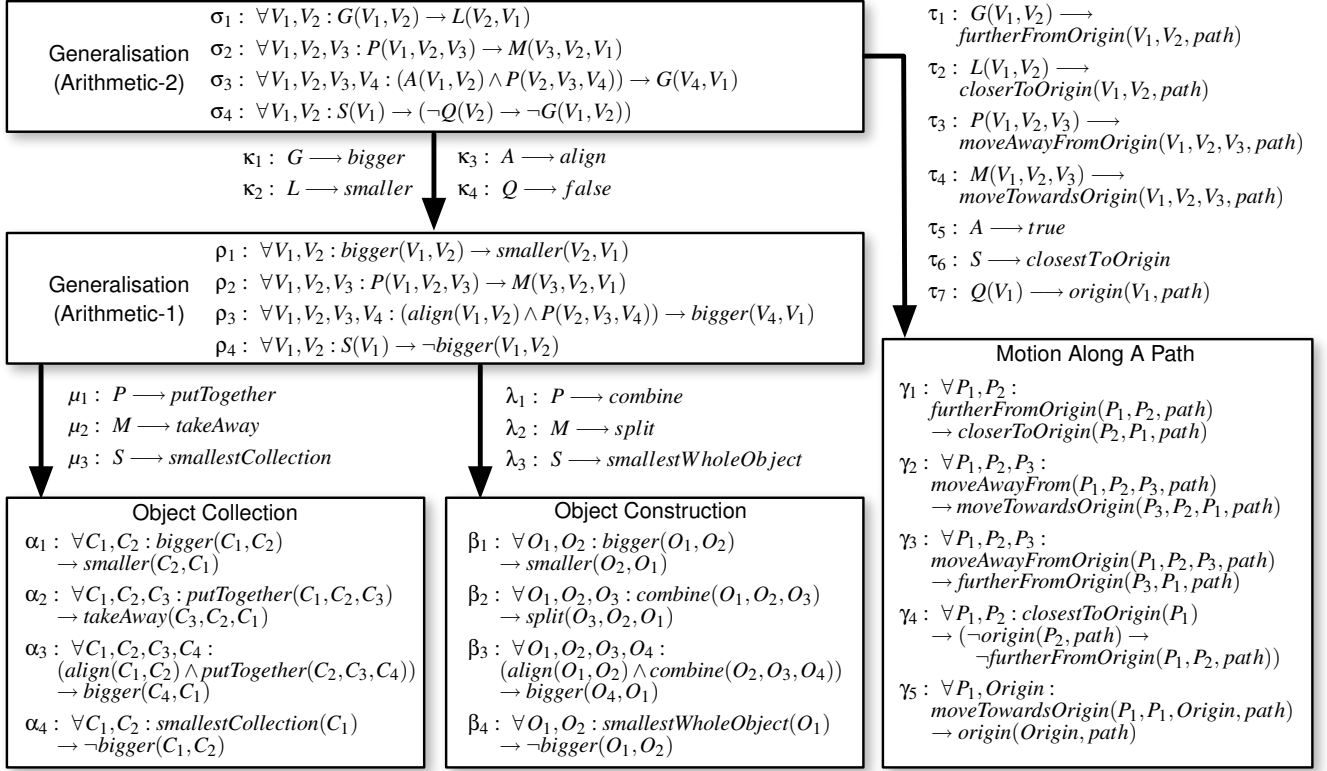 Generalisation
(Arithmetic-2)
σ₁ : ∀V₁,V₂ : G(V₁,V₂) → L(V₂,V₁)
σ₂ : ∀V₁,V₂,V₃ : P(V₁,V₂,V₃) → M(V₃,V₂,V₁)
σ₃ : ∀V₁,V₂,V₃,V₄ : (A(V₁,V₂) ∧ P(V₂,V₃,V₄)) → G(V₄,V₁)
σ₄ : ∀V₁,V₂ : S(V₁) → (¬Q(V₂) → ¬G(V₁,V₂))
κ₁ : G ⟶ bigger
κ₂ : L ⟶ smaller
κ₃ : A ⟶ align
κ₄ : Q ⟶ false
Generalisation
(Arithmetic-1)
ρ₁ : ∀V₁,V₂ : bigger(V₁,V₂) → smaller(V₂,V₁)
ρ₂ : ∀V₁,V₂,V₃ : P(V₁,V₂,V₃) → M(V₃,V₂,V₁)
ρ₃ : ∀V₁,V₂,V₃,V₄ : (align(V₁,V₂) ∧ P(V₂,V₃,V₄)) → bigger(V₄,V₁)
ρ₄ : ∀V₁,V₂ : S(V₁) → ¬bigger(V₁,V₂)
μ₁ : P ⟶ putTogether
μ₂ : M ⟶ takeAway
μ₃ : S ⟶ smallestCollection
λ₁ : P ⟶ combine
λ₂ : M ⟶ split
λ₃ : S ⟶ smallestWholeObject
Object Collection
α₁ : ∀C₁,C₂ : bigger(C₁,C₂)
→ smaller(C₂,C₁)
α₂ : ∀C₁,C₂,C₃ : putTogether(C₁,C₂,C₃)
→ takeAway(C₃,C₂,C₁)
α₃ : ∀C₁,C₂,C₃,C₄ :
(align(C₁,C₂) ∧ putTogether(C₂,C₃,C₄))
→ bigger(C₄,C₁)
α₄ : ∀C₁,C₂ : smallestCollection(C₁)
→ ¬bigger(C₁,C₂)
Object Construction
β₁ : ∀O₁,O₂ : bigger(O₁,O₂)
→ smaller(O₂,O₁)
β₂ : ∀O₁,O₂,O₃ : combine(O₁,O₂,O₃)
→ split(O₃,O₂,O₁)
β₃ : ∀O₁,O₂,O₃,O₄ :
(align(O₁,O₂) ∧ combine(O₂,O₃,O₄))
→ bigger(O₄,O₁)
β₄ : ∀O₁,O₂ : smallestWholeObject(O₁)
→ ¬bigger(O₁,O₂)
τ₁ : G(V₁,V₂) ⟶
furtherFromOrigin(V₁,V₂,path)
τ₂ : L(V₁,V₂) ⟶
closerToOrigin(V₁,V₂,path)
τ₃ : P(V₁,V₂,V₃) ⟶
moveAwayFromOrigin(V₁,V₂,V₃,path)
τ₄ : M(V₁,V₂,V₃) ⟶
moveTowardsOrigin(V₁,V₂,V₃,path)
τ₅ : A ⟶ true
τ₆ : S ⟶ closestToOrigin
τ₇ : Q(V₁) ⟶ origin(V₁,path)
Motion Along A Path
γ₁ : ∀P₁,P₂ :
furtherFromOrigin(P₁,P₂,path)
→ closerToOrigin(P₂,P₁,path)
γ₂ : ∀P₁,P₂,P₃ :
moveAwayFrom(P₁,P₂,P₃,path)
→ moveTowardsOrigin(P₃,P₂,P₁,path)
γ₃ : ∀P₁,P₂,P₃ :
moveAwayFromOrigin(P₁,P₂,P₃,path)
→ furtherFromOrigin(P₃,P₁,path)
γ₄ : ∀P₁,P₂ : closestToOrigin(P₁)
→ (¬origin(P₂,path) →
¬furtherFromOrigin(P₁,P₂,path))
γ₅ : ∀P₁,Origin :
moveTowardsOrigin(P₁,P₁,Origin,path)
→ origin(Origin,path)